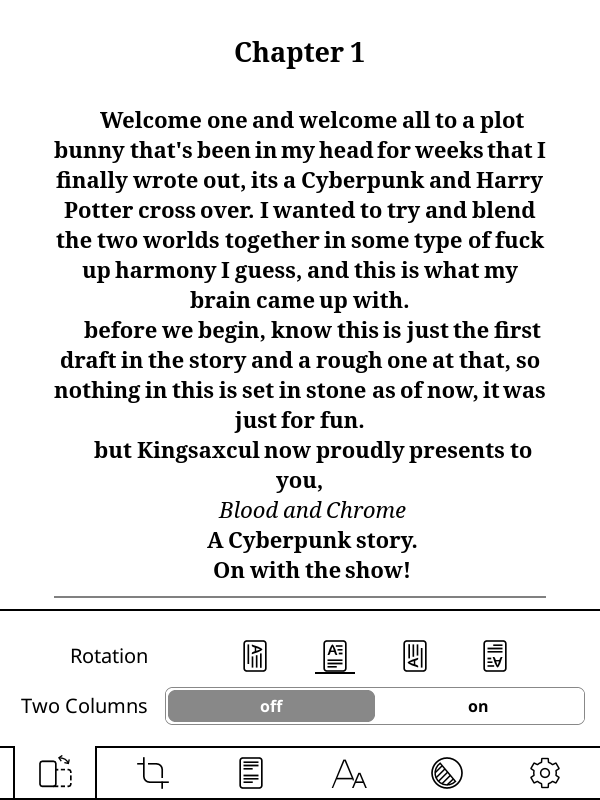 Chapter 1
Welcome one and welcome all to a plot
bunny that's been in my head for weeks that I
finally wrote out, its a Cyberpunk and Harry
Potter cross over. I wanted to try and blend
the two worlds together in some type of fuck
up harmony I guess, and this is what my
brain came up with.
before we begin, know this is just the first
draft in the story and a rough one at that, so
nothing in this is set in stone as of now, it was
just for fun.
but Kingsaxcul now proudly presents to
you,
Blood and Chrome
A Cyberpunk story.
On with the show!
Rotation
Two Columns off on